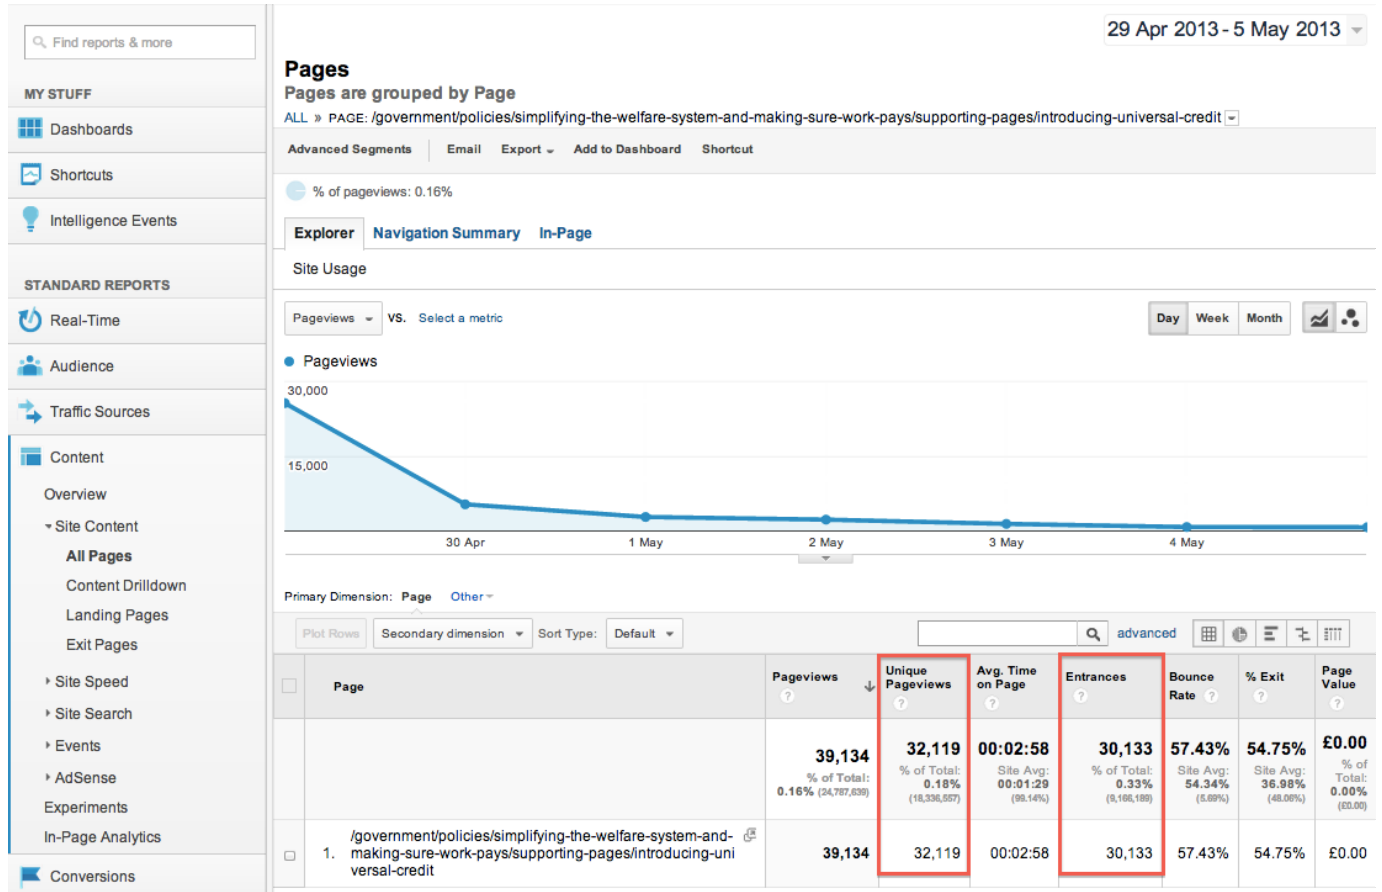 Find reports & more
MY STUFF
Dashboards
Shortcuts
Intelligence Events
STANDARD REPORTS
Real-Time
Audience
Traffic Sources
Content
Overview
Site Content
All Pages
Content Drilldown
Landing Pages
Exit Pages
Site Speed
Site Search
Events
AdSense
Experiments
In-Page Analytics
Conversions
29 Apr 2013 - 5 May 2013
Pages
Pages are grouped by Page
ALL » PAGE: /government/policies/simplifying-the-welfare-system-and-making-sure-work-pays/supporting-pages/introducing-universal-credit
Advanced Segments Email Export Add to Dashboard Shortcut
% of pageviews: 0.16%
Explorer Navigation Summary In-Page
Site Usage
Pageviews VS. Select a metric Day Week Month
Pageviews
30,000
15,000
30 Apr 1 May 2 May 3 May 4 May
Primary Dimension: Page Other
Plot Rows Secondary dimension Sort Type: Default advanced
Page
Pageviews
?
Unique
Pageviews
?
Avg. Time
on Page
?
Entrances
?
Bounce
Rate ?
% Exit
?
Page
Value
?
39,134
% of Total:
0.16% (24,787,639)
32,119
% of Total:
0.18%
(18,336,557)
00:02:58
Site Avg:
00:01:29
(99.14%)
30,133
% of Total:
0.33%
(9,166,189)
57.43%
Site Avg:
54.34%
(5.69%)
54.75%
Site Avg:
36.98%
(48.06%)
£0.00
% of
Total:
0.00%
(£0.00)
1.
/government/policies/simplifying-the-welfare-system-and-
making-sure-work-pays/supporting-pages/introducing-uni
versal-credit
39,134 32,119 00:02:58 30,133 57.43% 54.75% £0.00